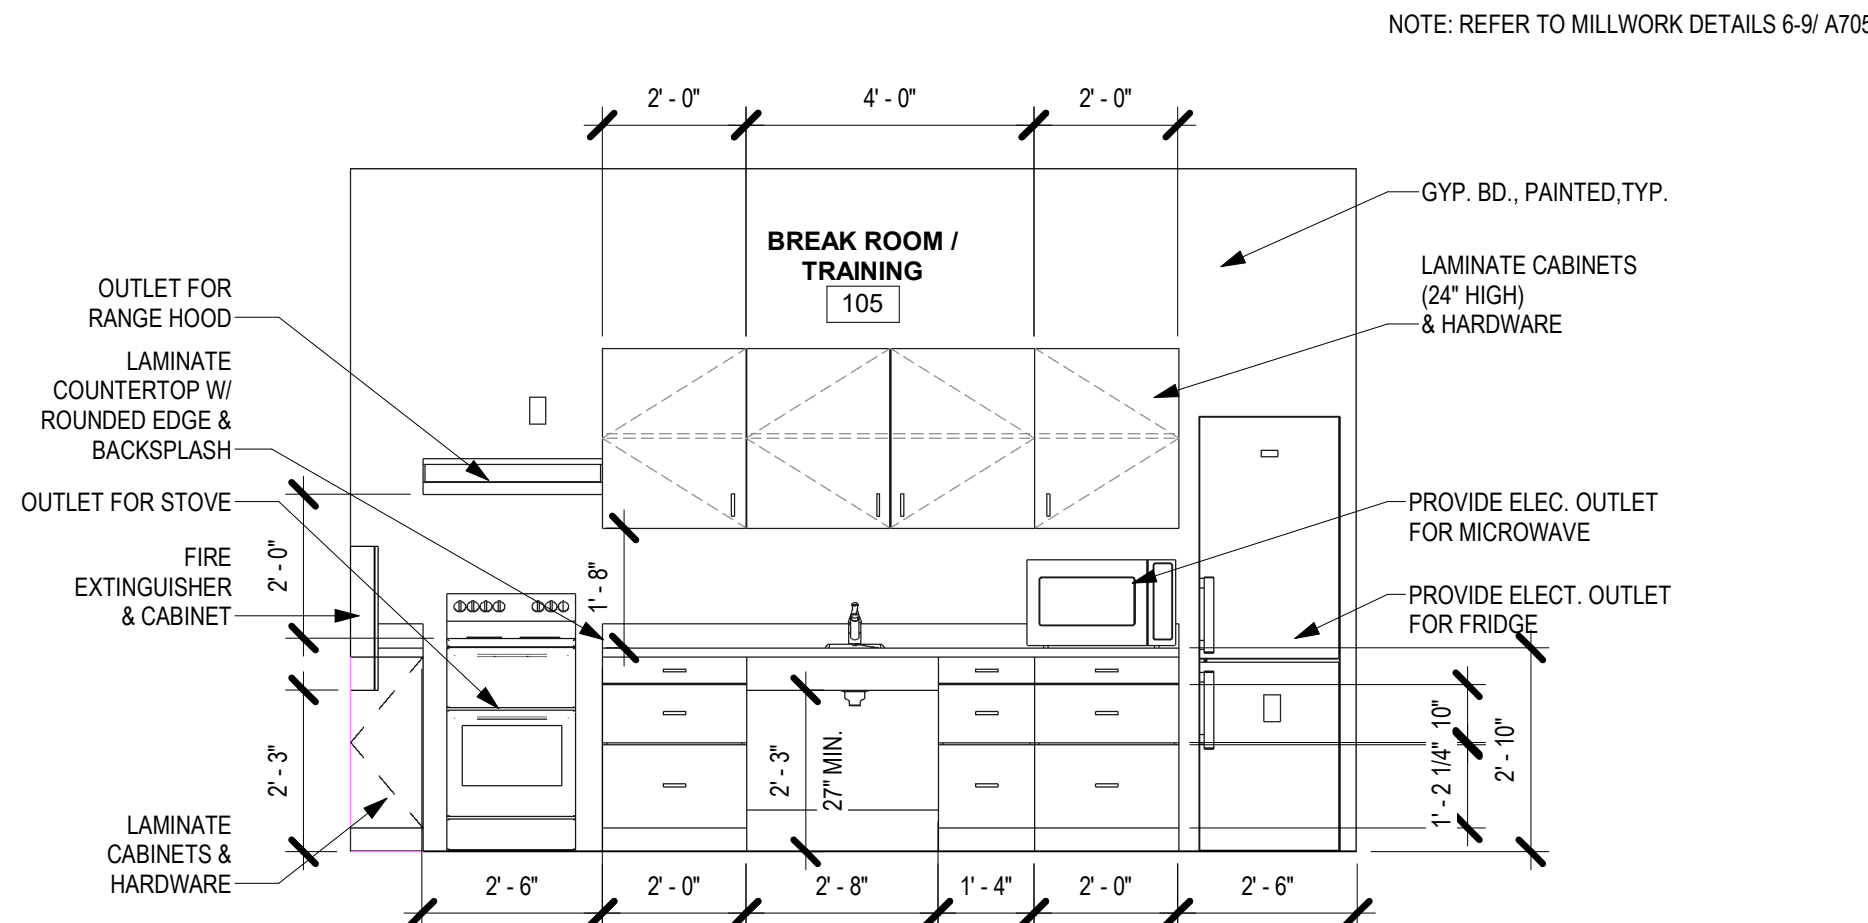 NOTE: REFER TO MILLWORK DETAILS 6-9/ A705
2' - 0"
4' - 0"
2' - 0"
GYP. BD., PAINTED,TYP.
BREAK ROOM /
TRAINING
105
LAMINATE CABINETS
(24" HIGH)
& HARDWARE
OUTLET FOR
RANGE HOOD
LAMINATE
COUNTERTOP W/
ROUNDED EDGE &
BACKSPLASH
OUTLET FOR STOVE
FIRE
EXTINGUISHER
& CABINET
2' - 0"
1' - 8"
PROVIDE ELEC. OUTLET
FOR MICROWAVE
PROVIDE ELECT. OUTLET
FOR FRIDGE
2' - 3"
2' - 3"
27" MIN.
10"
1' - 2 1/4"
2' - 10"
LAMINATE
CABINETS &
HARDWARE
2' - 6"
2' - 0"
2' - 8"
1' - 4"
2' - 0"
2' - 6"